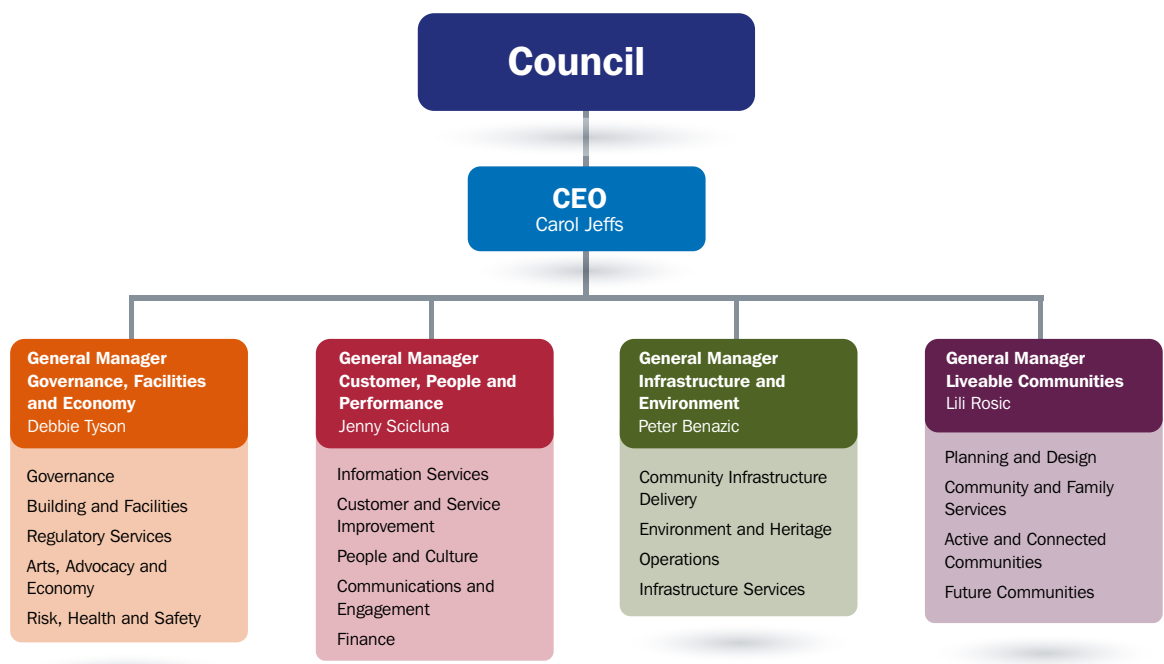 Council
CEO
Carol Jeffs
General Manager
Governance, Facilities
and Economy
Debbie Tyson
Governance
Building and Facilities
Regulatory Services
Arts, Advocacy and
Economy
Risk, Health and Safety
General Manager
Customer, People and
Performance
Jenny Scicluna
Information Services
Customer and Service
Improvement
People and Culture
Communications and
Engagement
Finance
General Manager
Infrastructure and
Environment
Peter Benazic
Community Infrastructure
Delivery
Environment and Heritage
Operations
Infrastructure Services
General Manager
Liveable Communities
Lili Rosic
Planning and Design
Community and Family
Services
Active and Connected
Communities
Future Communities